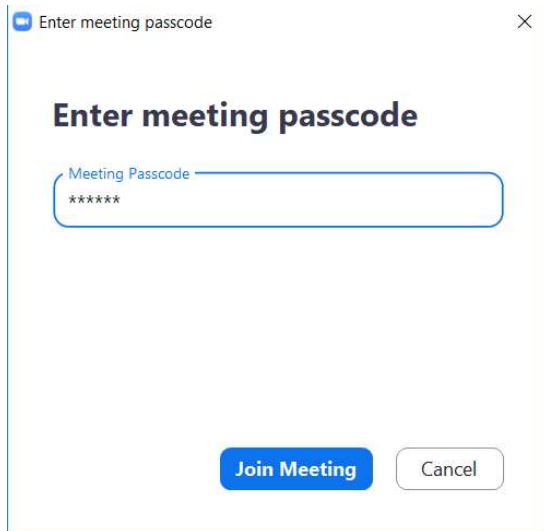 Enter meeting passcode
Enter meeting passcode
Meeting Passcode
******
Join Meeting
Cancel